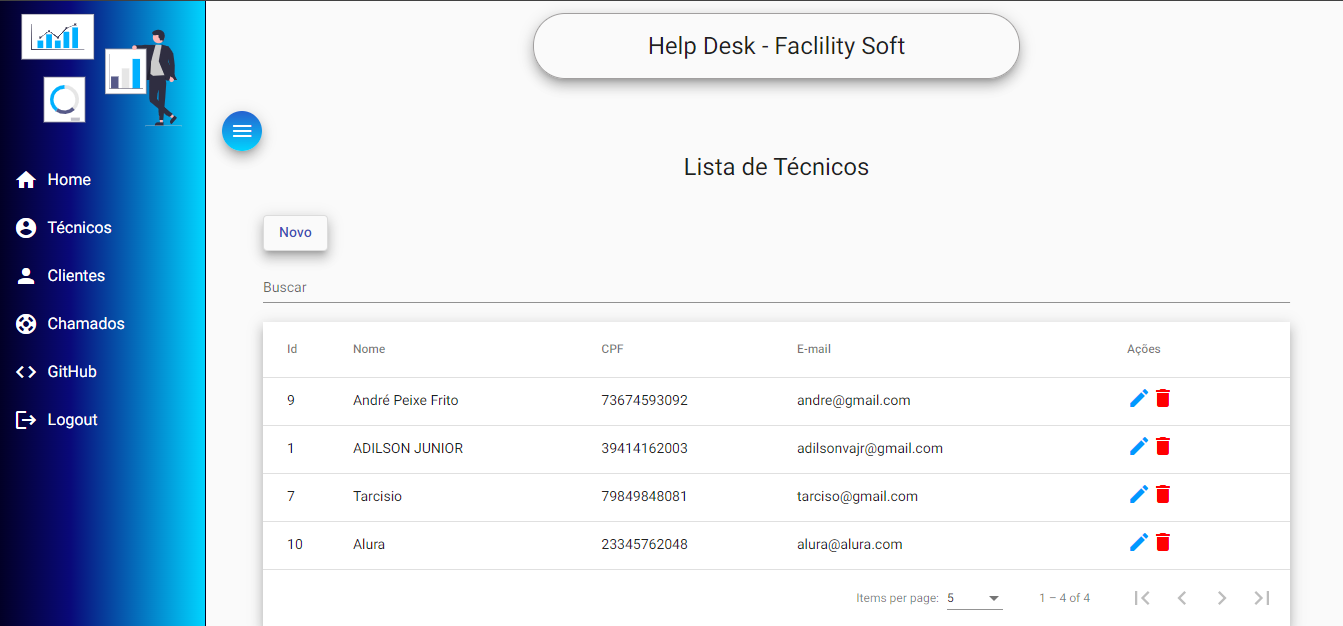 Help Desk - Faclility Soft
Home
Técnicos
Clientes
Chamados
GitHub
Logout
Lista de Técnicos
Novo
Buscar
Id Nome CPF E-mail Ações
9 André Peixe Frito 73674593092 andre@gmail.com
1 ADILSON JUNIOR 39414162003 adilsonvajr@gmail.com
7 Tarcisio 79849848081 tarciso@gmail.com
10 Alura 23345762048 alura@alura.com
Items per page: 5 1 – 4 of 4